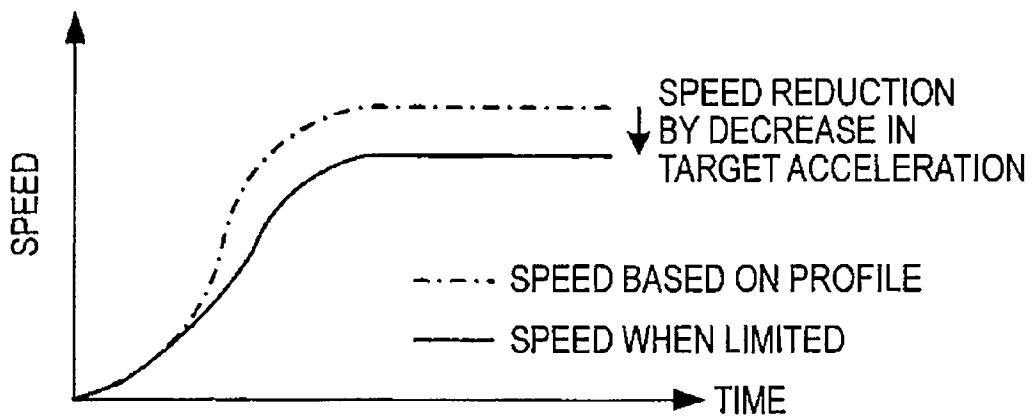 SPEED REDUCTION
BY DECREASE IN
TARGET ACCELERATION
SPEED
SPEED BASED ON PROFILE
SPEED WHEN LIMITED
TIME